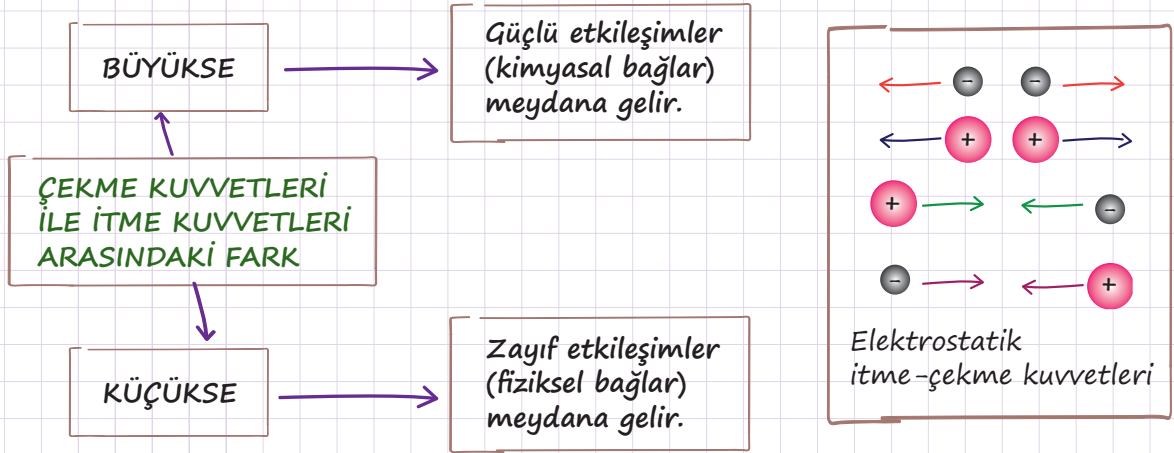 BÜYÜKSE
Güçlü etkileşimler
(kimyasal bağlar)
meydana gelir.
ÇEKME KUVVETLERİ
İLE İTME KUVVETLERİ
ARASINDAKİ FARK
KÜÇÜKSE
Zayıf etkileşimler
(fiziksel bağlar)
meydana gelir.
– –
+ +
+ –
– +
Elektrostatik
itme-çekme kuvvetleri